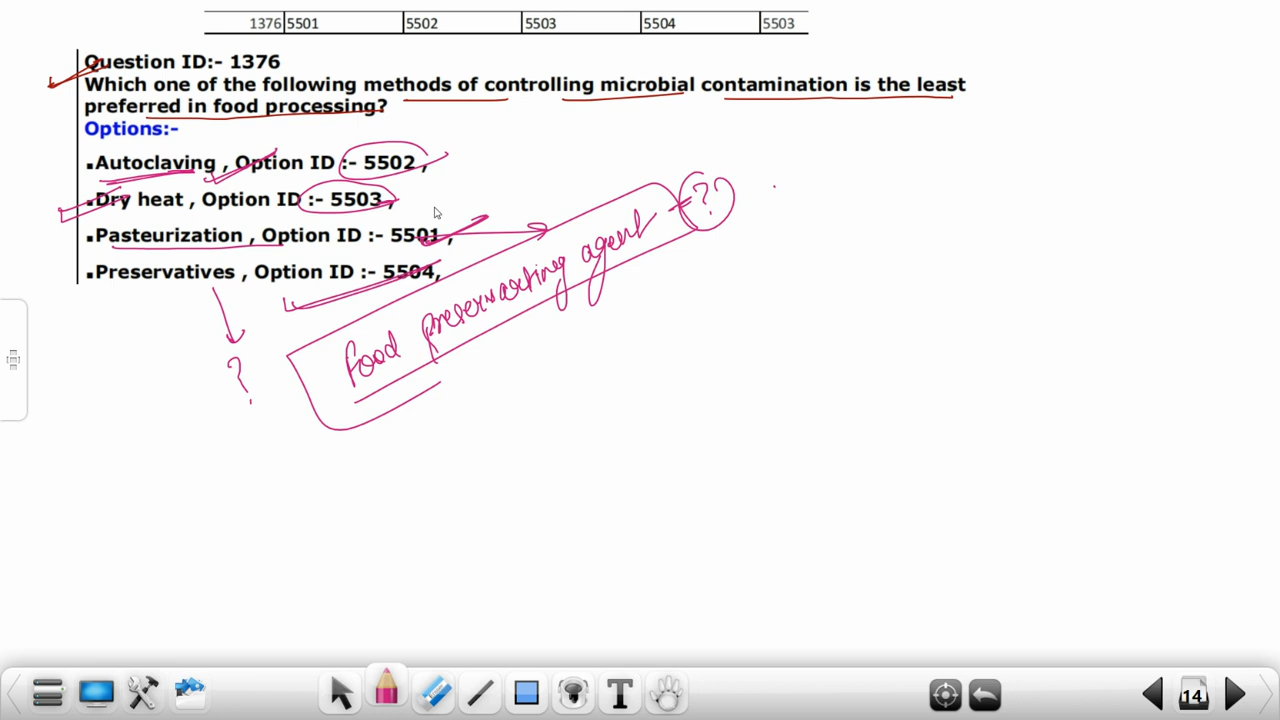 1376 5501 5502 5503 5504 5503
Question ID:- 1376
Which one of the following methods of controlling microbial contamination is the least
preferred in food processing?
Options:-
.Autoclaving , Option ID :- 5502 ,
.Dry heat , Option ID :- 5503 ,
.Pasteurization , Option ID :- 5501 ,
.Preservatives , Option ID :- 5504,
Food preservating agent - ?
?
T
14